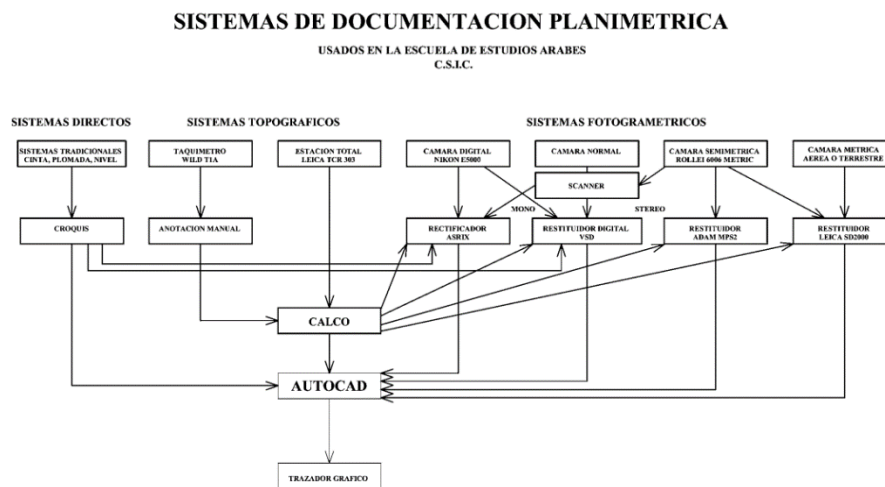 SISTEMAS DE DOCUMENTACION PLANIMETRICA
USADOS EN LA ESCUELA DE ESTUDIOS ARABES
C.S.I.C.
SISTEMAS DIRECTOS
SISTEMAS TOPOGRAFICOS
SISTEMAS FOTOGRAMETRICOS
SISTEMAS TRADICIONALES
CINTA, PLOMADA, NIVEL
TAQUIMETRO
WILD T1A
ESTACIÓN TOTAL
LEICA TCR 303
CAMARA DIGITAL
NIKON E5000
CAMARA NORMAL
CAMARA SEMIMETRICA
ROLLEI 6006 METRIC
CAMARA METRICA
AEREA O TERRESTRE
SCANNER
MONO
STEREO
CROQUIS
ANOTACION MANUAL
RECTIFICADOR
ASRIX
RESTITUIDOR DIGITAL
VSD
RESTITUIDOR
ADAM MPS2
RESTITUIDOR
LEICA SD2000
CALCO
AUTOCAD
TRAZADOR GRAFICO